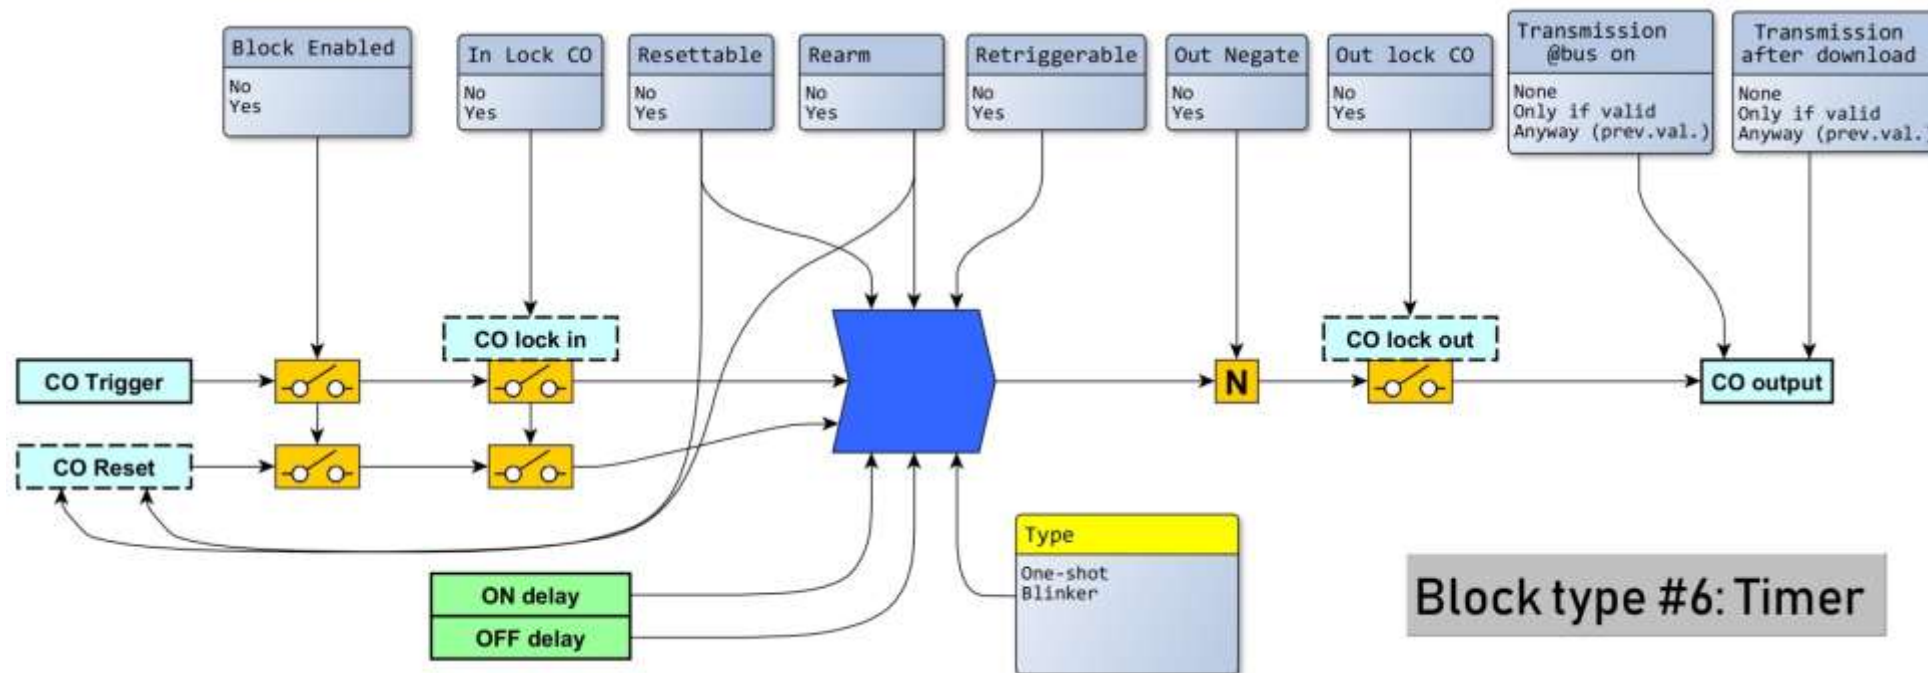 Block Enabled
No
Yes
In Lock CO
No
Yes
Resettable
No
Yes
Rearm
No
Yes
Retriggerable
No
Yes
Out Negate
No
Yes
Out lock CO
No
Yes
Transmission
@bus on
None
Only if valid
Anyway (prev.val.)
Transmission
after download
None
Only if valid
Anyway (prev.val.)
CO lock in
CO lock out
CO Trigger
N
CO output
CO Reset
ON delay
OFF delay
Type
One-shot
Blinker
Block type #6: Timer